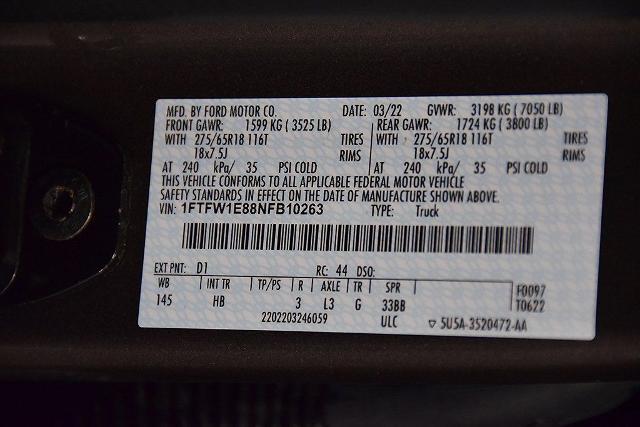 MFD. BY FORD MOTOR CO. DATE: 03/22 GVWR: 3198 KG ( 7050 LB)
FRONT GAWR: 1599 KG ( 3525 LB) REAR GAWR: 1724 KG ( 3800 LB)
WITH 275/65R18 116T TIRES WITH 275/65R18 116T TIRES
18x7.5J RIMS 18x7.5J RIMS
AT 240 kPa/ 35 PSI COLD AT 240 kPa/ 35 PSI COLD
THIS VEHICLE CONFORMS TO ALL APPLICABLE FEDERAL MOTOR VEHICLE
SAFETY STANDARDS IN EFFECT ON THE DATE OF MANUFACTURE SHOWN ABOVE.
VIN: 1FTFW1E88NFB10263 TYPE: Truck
EXT PNT: D1 RC: 44 DSO:
WB INT TR TP/PS R AXLE TR SPR F0097
145 HB 3 L3 G 33BB T0622
2202203246059 ULC ▽ 5U5A-3520472-AA